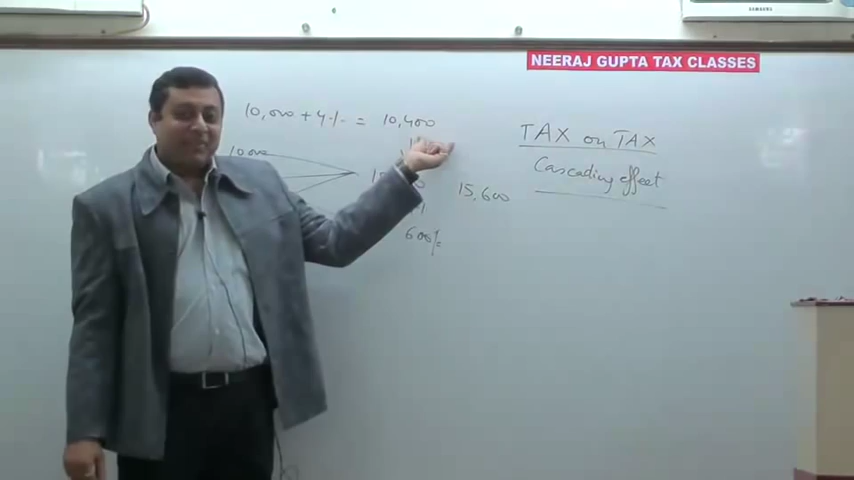 NEERAJ GUPTA TAX CLASSES
10,000 + 4% = 10,400
TAX on TAX
Cascading effect
15,600
600/=